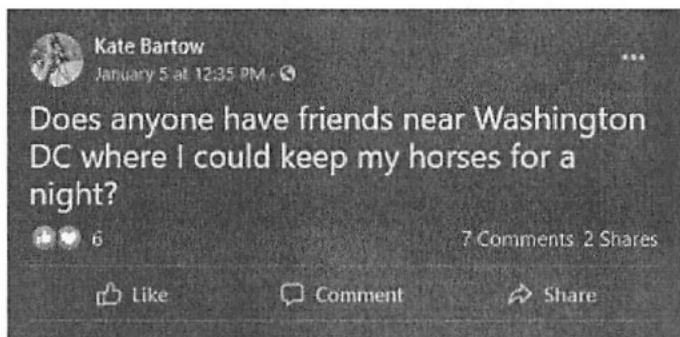 Kate Bartow
January 5 at 12:35 PM ·
Does anyone have friends near Washington
DC where I could keep my horses for a
night?
6
7 Comments 2 Shares
Like Comment Share